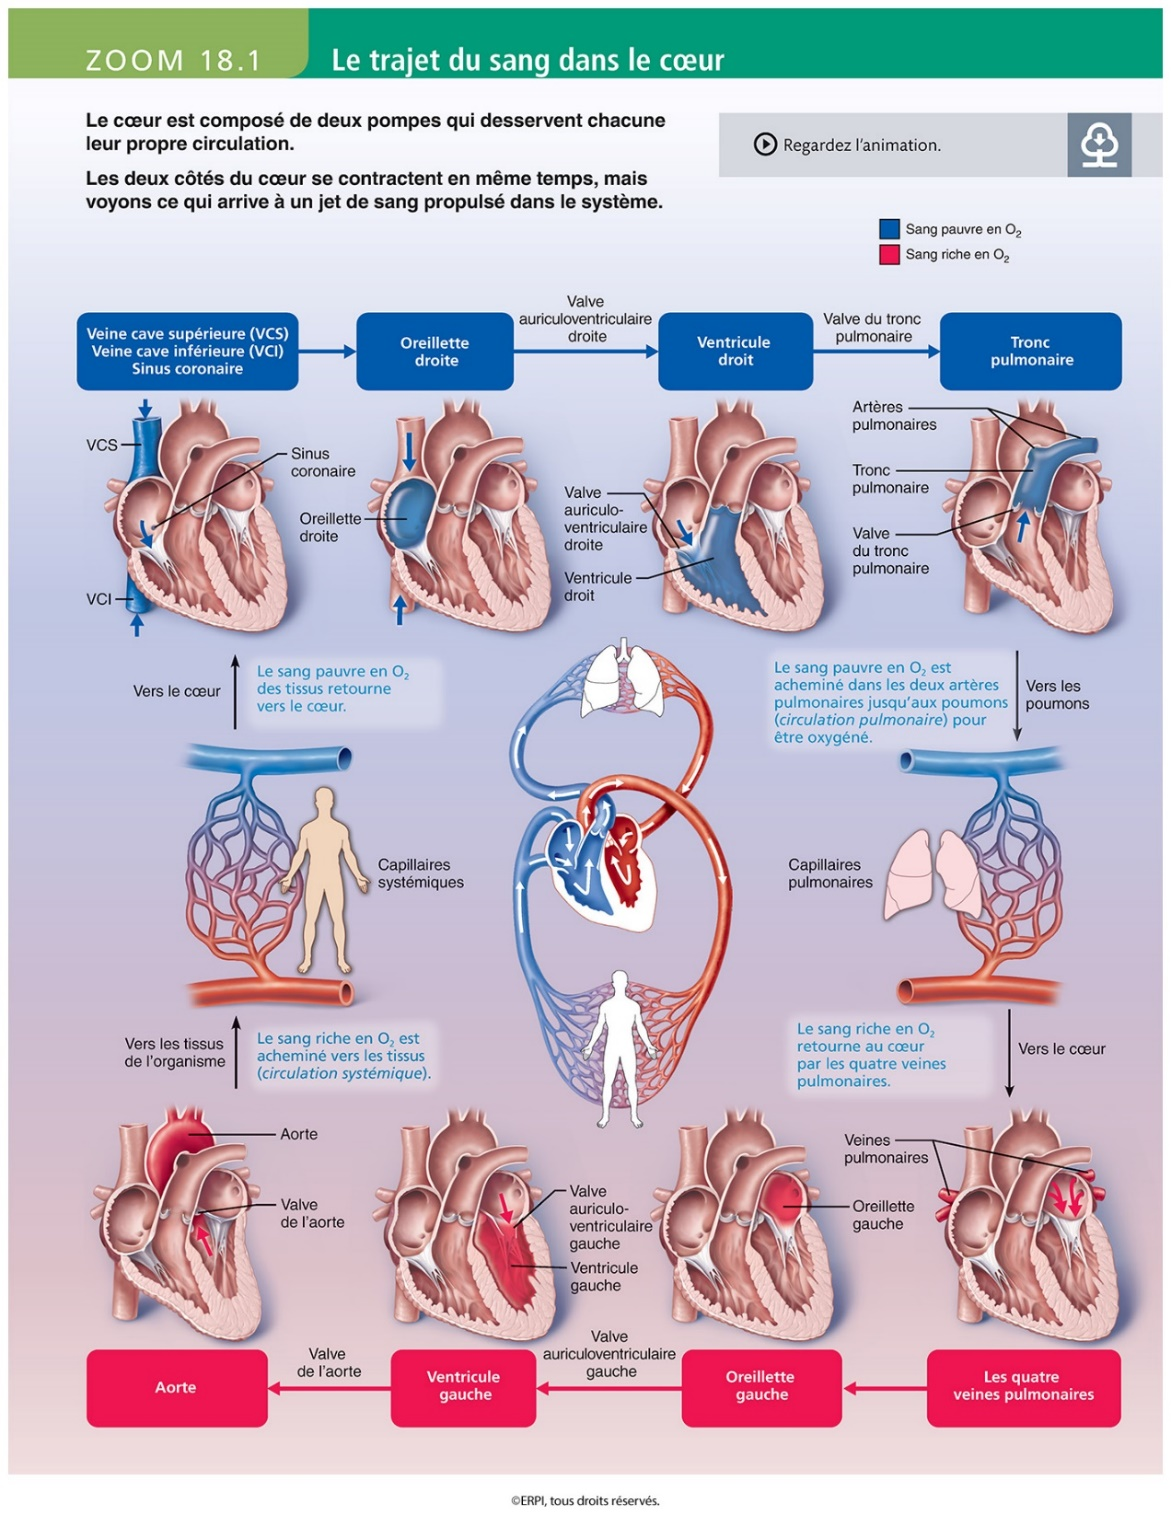 ZOOM 18.1
Le trajet du sang dans le cœur
Le cœur est composé de deux pompes qui desservent chacune
leur propre circulation.
Les deux côtés du cœur se contractent en même temps, mais
voyons ce qui arrive à un jet de sang propulsé dans le système.
Regardez l'animation.
Sang pauvre en O₂
Sang riche en O₂
Veine cave supérieure (VCS)
Veine cave inférieure (VCI)
Sinus coronaire
Oreillette
droite
Valve
auriculoventriculaire
droite
Ventricule
droit
Valve du tronc
pulmonaire
Tronc
pulmonaire
VCS
Sinus
coronaire
VCI
Oreillette
droite
Valve
auriculo-
ventriculaire
droite
Ventricule
droit
Artères
pulmonaires
Tronc
pulmonaire
Valve
du tronc
pulmonaire
Vers le cœur
Le sang pauvre en O₂
des tissus retourne
vers le cœur.
Le sang pauvre en O₂ est
acheminé dans les deux artères
pulmonaires jusqu'aux poumons
(circulation pulmonaire) pour
être oxygéné.
Vers les
poumons
Capillaires
systémiques
Capillaires
pulmonaires
Vers les tissus
de l'organisme
Le sang riche en O₂ est
acheminé vers les tissus
(circulation systémique).
Le sang riche en O₂
retourne au cœur
par les quatre veines
pulmonaires.
Vers le cœur
Aorte
Valve
de l'aorte
Valve
auriculo-
ventriculaire
gauche
Ventricule
gauche
Oreillette
gauche
Veines
pulmonaires
Aorte
Valve
de l'aorte
Ventricule
gauche
Valve
auriculoventriculaire
gauche
Oreillette
gauche
Les quatre
veines pulmonaires
©ERPI, tous droits réservés.